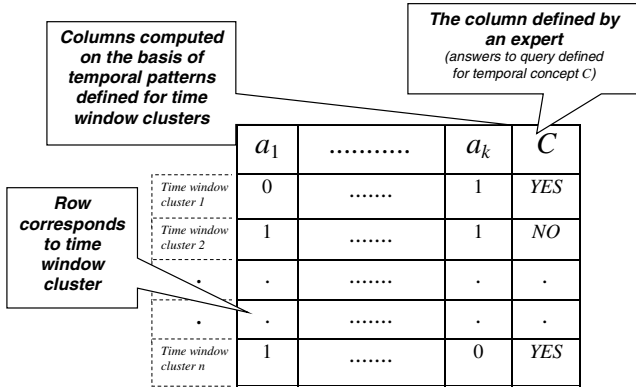 Columns computed
on the basis of
temporal patterns
defined for time
window clusters
The column defined by
an expert
(answers to query defined
for temporal concept C)
Row
corresponds
to time
window
cluster
a1 ........... ak C
Time window
cluster 1 0 ....... 1 YES
Time window
cluster 2 1 ....... 1 NO
. . ....... . .
. . ....... . .
Time window
cluster n 1 ....... 0 YES